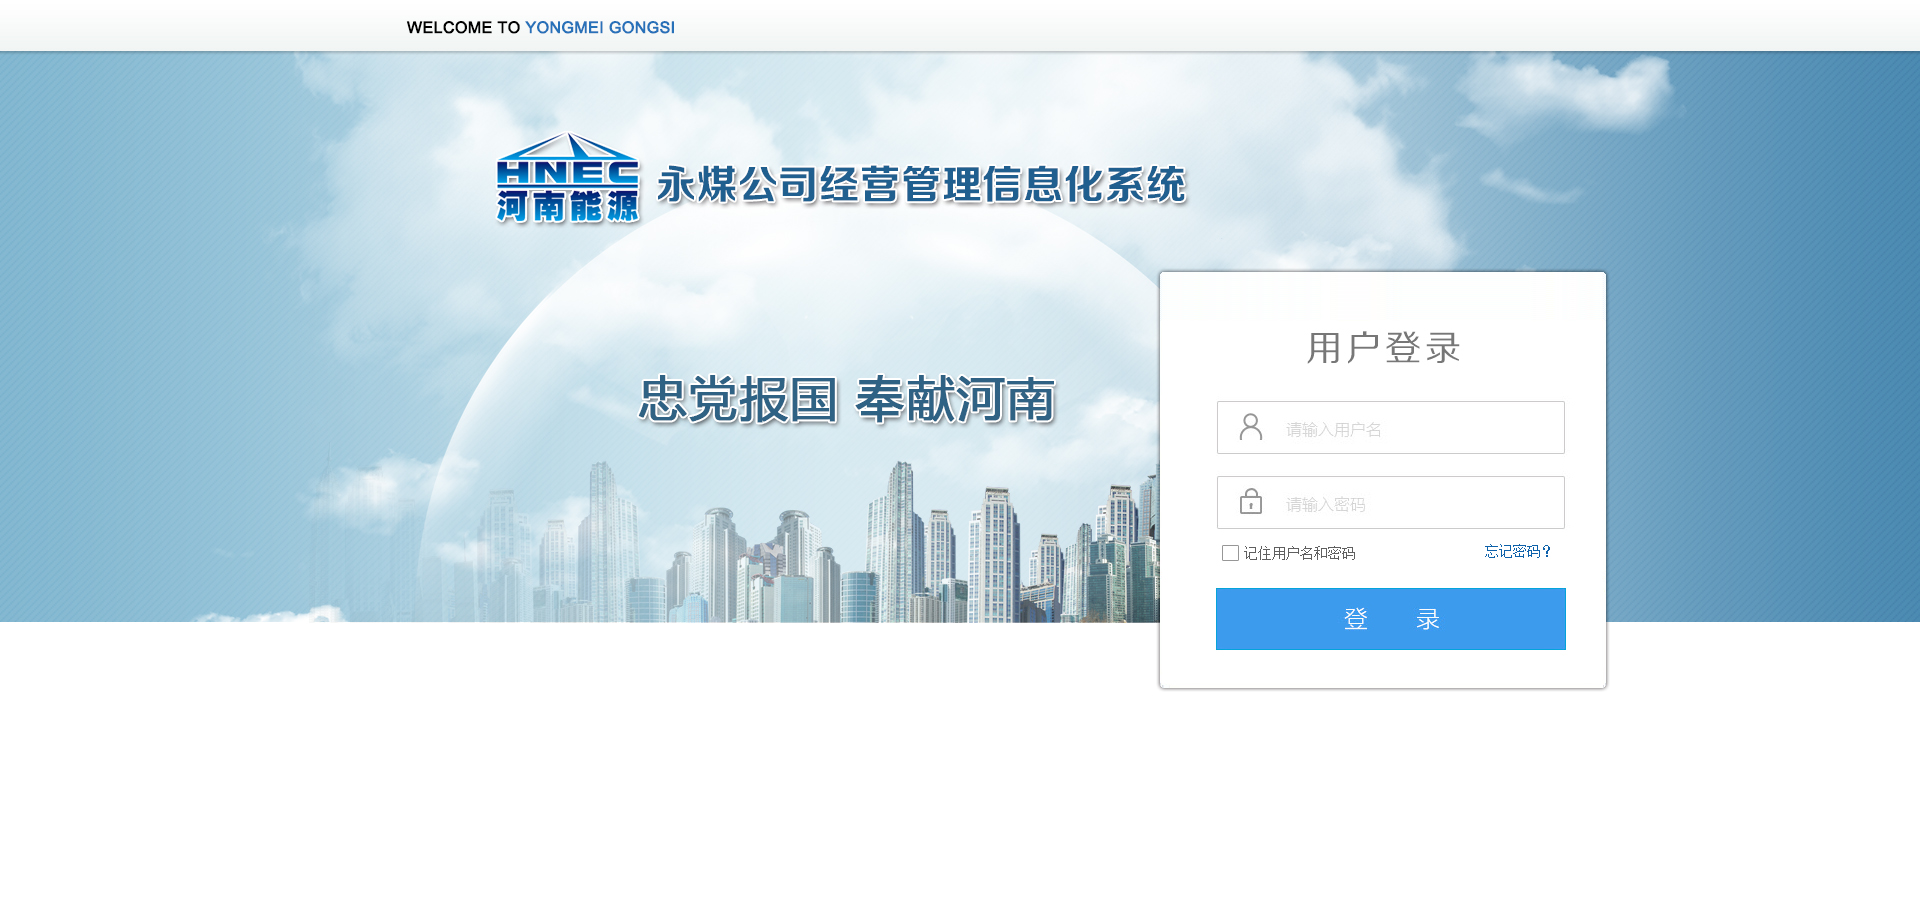 WELCOME TO YONGMEI GONGSI
HNEC
河南能源
永煤公司经营管理信息化系统
忠党报国 奉献河南
用户登录
请输入用户名
请输入密码
记住用户名和密码
忘记密码?
登 录